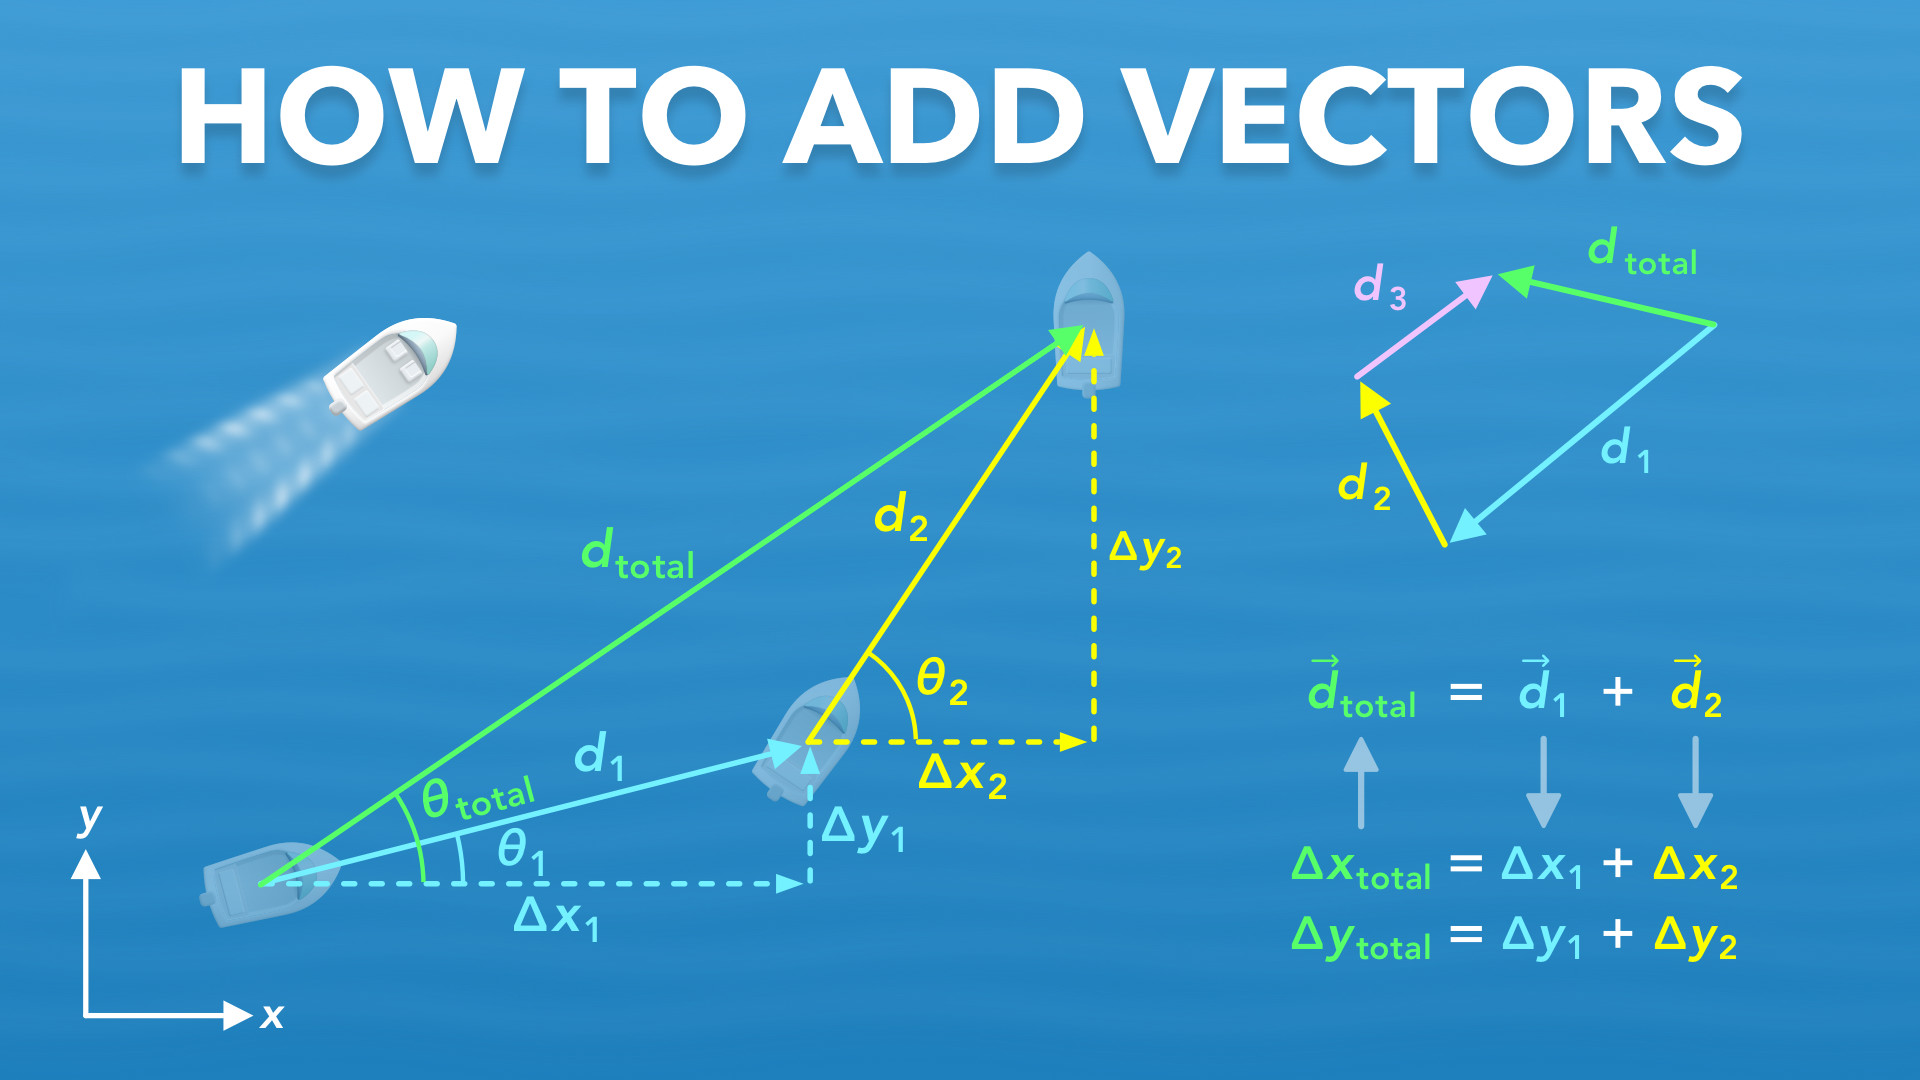 HOW TO ADD VECTORS
d total
d 3
d 1
d 2
d total
d 2
Δy2
θ2
Δx2
d1
θ total
θ1
Δy1
Δx1
y
x
d⃗ total = d⃗1 + d⃗2
Δx total = Δx1 + Δx2
Δy total = Δy1 + Δy2